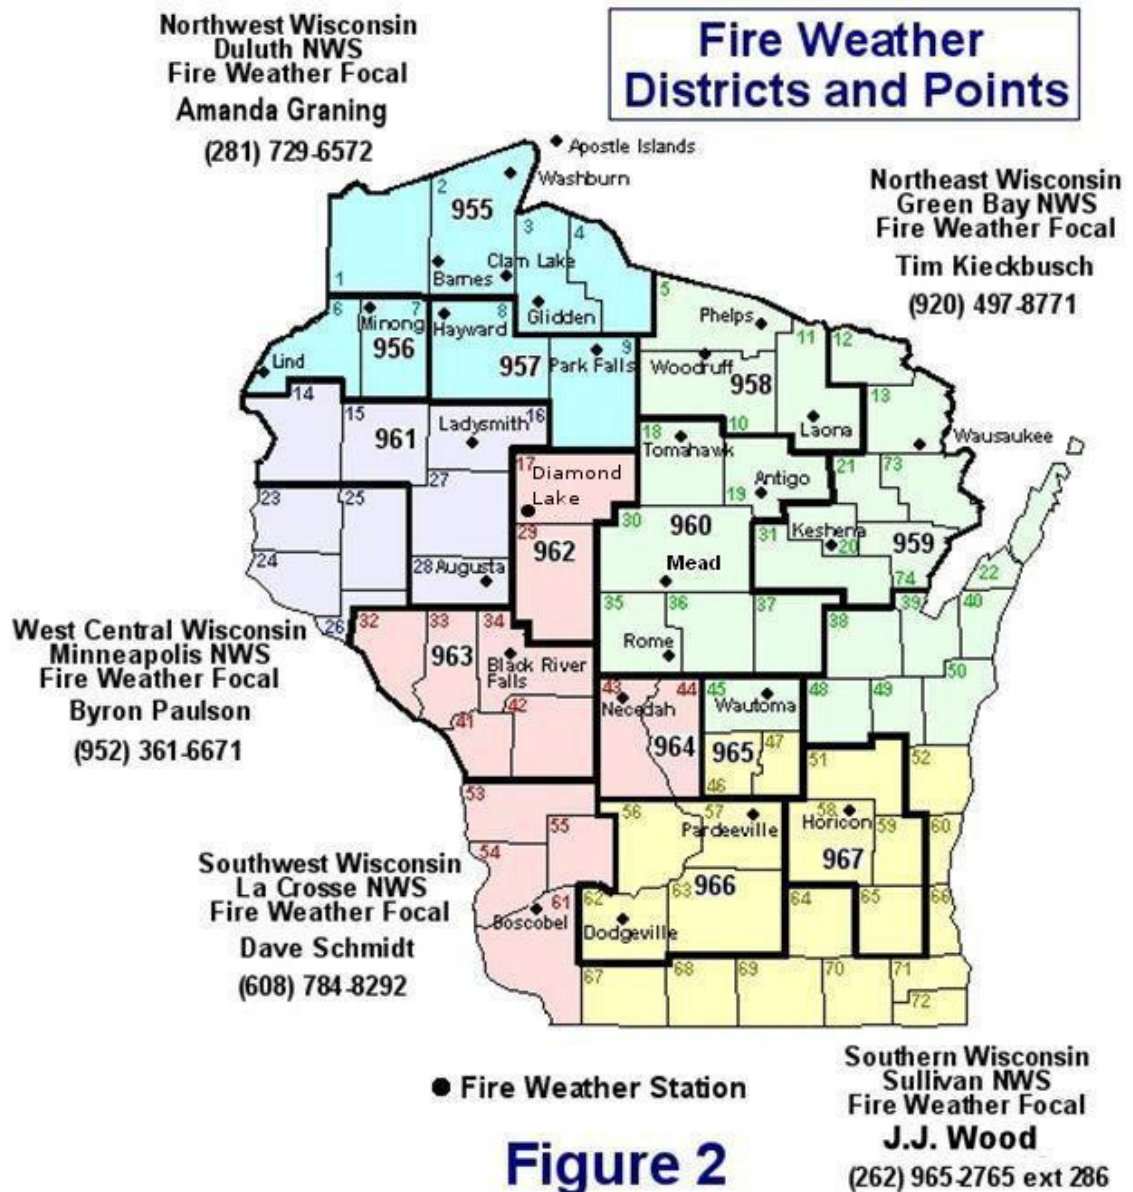 Northwest Wisconsin
Duluth NWS
Fire Weather Focal
Amanda Graning
(281) 729-6572
Fire Weather
Districts and Points
Northeast Wisconsin
Green Bay NWS
Fire Weather Focal
Tim Kieckbusch
(920) 497-8771
Apostle Islands
Washburn
2
955
3
4
Clam Lake
Barnes
1
5
6
Minong
7
Hayward
8
Glidden
Phelps
11
12
956
957
Park Falls
9
Lind
Woodruff
958
13
14
15
961
Ladysmith
16
10
Laona
Wausaukee
18
Tomahawk
17
Diamond
Lake
27
19
Antigo
21
73
23
25
29
962
30
960
31
Keshena
20
959
24
28
Augusta
Mead
74
22
26
32
33
34
35
36
37
38
39
40
963
Black River
Falls
Rome
50
41
42
43
Necedah
44
45
Wautoma
48
49
964
965
46
47
51
52
53
54
55
56
57
Pardeeville
58
Horicon
59
60
967
966
61
Boscobel
62
Dodgeville
63
64
65
66
67
68
69
70
71
72
West Central Wisconsin
Minneapolis NWS
Fire Weather Focal
Byron Paulson
(952) 361-6671
Southwest Wisconsin
La Crosse NWS
Fire Weather Focal
Dave Schmidt
(608) 784-8292
Fire Weather Station
Figure 2
Southern Wisconsin
Sullivan NWS
Fire Weather Focal
J.J. Wood
(262) 965-2765 ext 286